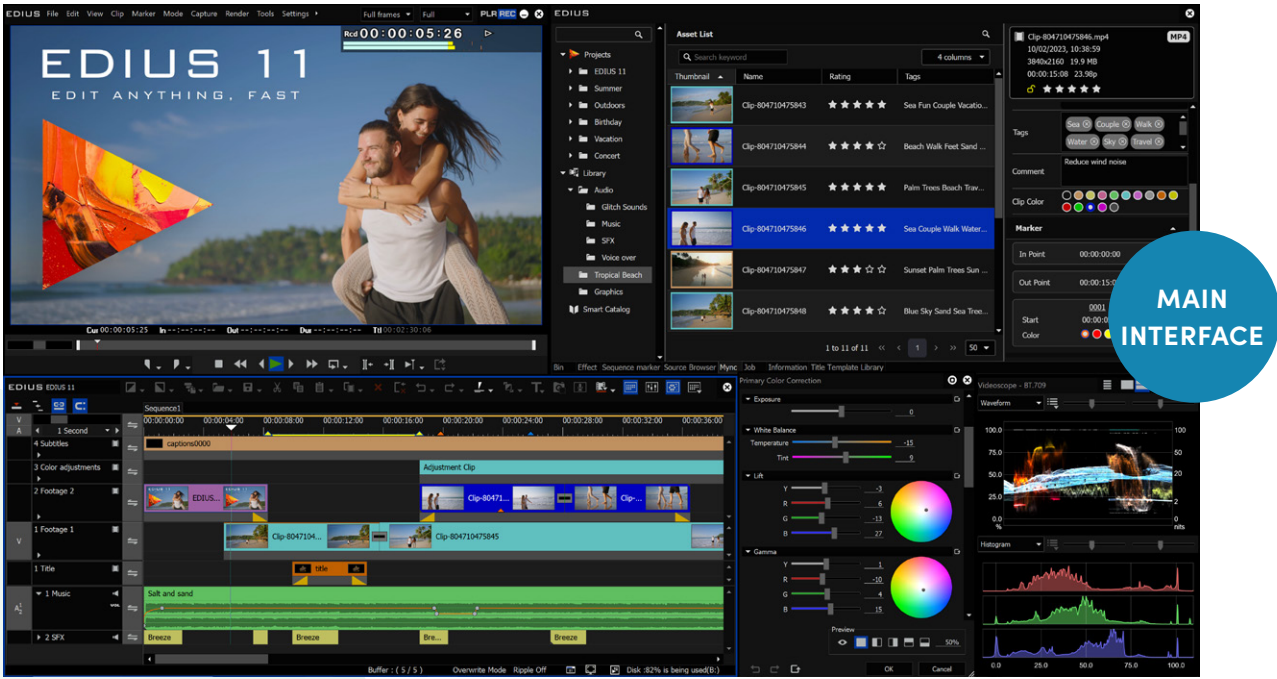 EDIUS File Edit View Clip Marker Mode Capture Render Tools Settings
Full frames Full PLR REC
Rcd 00:00:05:26
EDIUS 11
EDIT ANYTHING, FAST
Cur 00:00:05:25 In --:--:--:-- Out --:--:--:-- Dur --:--:--:-- Ttl 00:02:30:06
EDIUS
Projects
EDIUS 11
Summer
Outdoors
Birthday
Vacation
Concert
Library
Audio
Glitch Sounds
Music
SFX
Voice over
Tropical Beach
Graphics
Smart Catalog
Asset List
Search keyword
4 columns
Thumbnail Name Rating Tags
Clip-804710475843 Sea Fun Couple Vacatio...
Clip-804710475844 Beach Walk Feet Sand ...
Clip-804710475845 Palm Trees Beach Trav...
Clip-804710475846 Sea Couple Walk Water...
Clip-804710475847 Sunset Palm Trees Sun ...
Clip-804710475848 Blue Sky Sand Sea Tree...
1 to 11 of 11 1 50
Bin Effect Sequence marker Source Browser Mync Job Information Title Template Library
Clip-804710475846.mp4 MP4
10/02/2023, 10:38:59
3840x2160 19.9 MB
00:00:15:08 23.98p
Tags
Sea Couple Walk
Water Sky Travel
Comment
Reduce wind noise
Clip Color
Marker
In Point 00:00:00:00
Out Point 00:00:15:0
0001
Start 00:00:0
Color
MAIN
INTERFACE
EDIUS EDIUS 11
Sequence1
V
A
1 Second
00:00:00:00 00:00:04:00 00:00:08:00 00:00:12:00 00:00:16:00 00:00:20:00 00:00:24:00 00:00:28:00 00:00:32:00 00:00:36:00
4 Subtitles captions0000
3 Color adjustments Adjustment Clip
2 Footage 2 EDIUS... Clip-80471... Clip-...
V 1 Footage 1 Clip-8047104... Clip-804710475845
1 Title title
1 Music Salt and sand
VOL
2 SFX Breeze Breeze Bre... Breeze
Buffer : ( 5 / 5 ) Overwrite Mode Ripple Off Disk :82% is being used(B:)
Primary Color Correction
Exposure
0
White Balance
Temperature -15
Tint 9
Lift
Y -3
R 6
G -13
B 27
Gamma
Y 1
R -10
G 4
B 15
Preview
50%
OK Cancel
Videoscope - BT.709
Waveform
100.0 100
75.0 50
50.0 20
25.0 2
0.0 0
% nits
Histogram
0.0 25.0 50.0 75.0 100.0